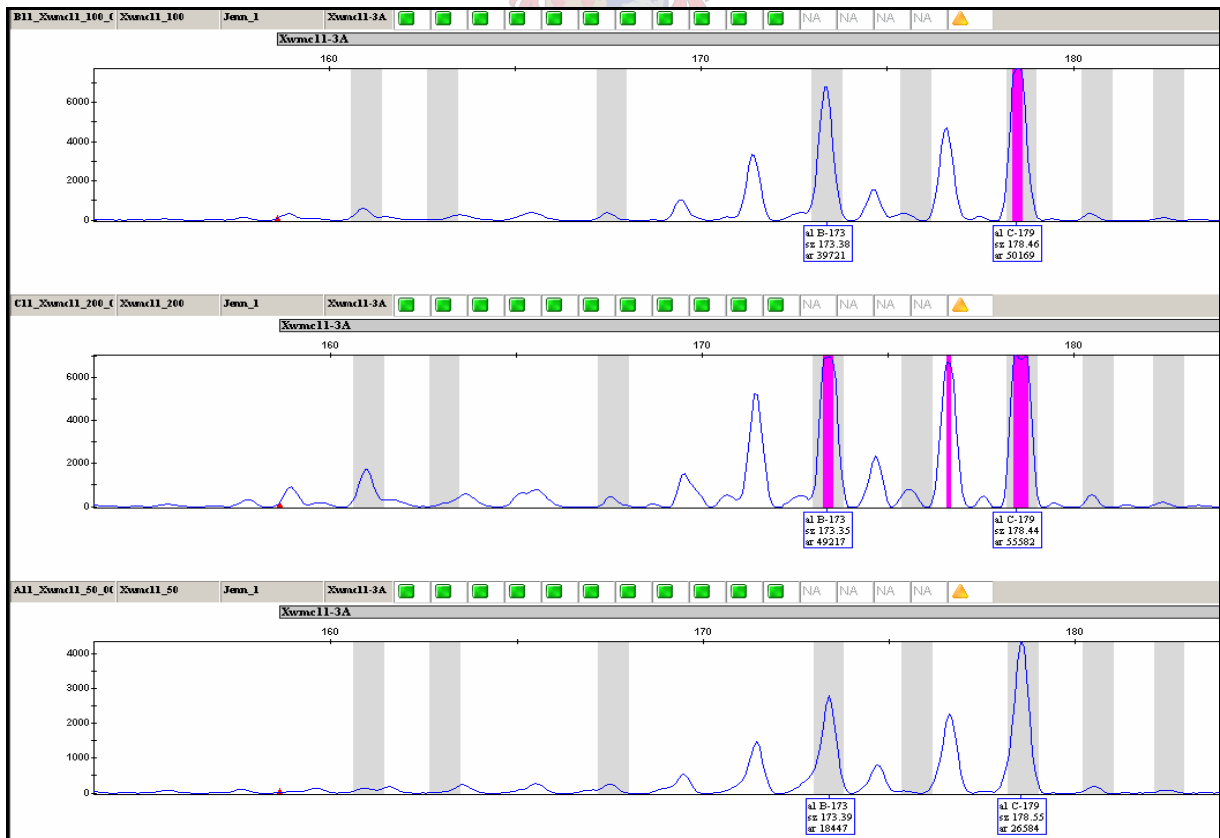 B11_Xwmc11_100_( Xwmc11_100 Jenn_1 Xwmc11-3A NA NA NA NA
Xwmc11-3A
160 170 180
6000
4000
2000
0
al B-173
sz 173.38
ar 39721
al C-179
sz 178.46
ar 50169
C11_Xwmc11_200_( Xwmc11_200 Jenn_1 Xwmc11-3A NA NA NA NA
Xwmc11-3A
160 170 180
6000
4000
2000
0
al B-173
sz 173.35
ar 49217
al C-179
sz 178.44
ar 55582
A11_Xwmc11_50_00 Xwmc11_50 Jenn_1 Xwmc11-3A NA NA NA NA
Xwmc11-3A
160 170 180
4000
3000
2000
1000
0
al B-173
sz 173.39
ar 18447
al C-179
sz 178.55
ar 26584